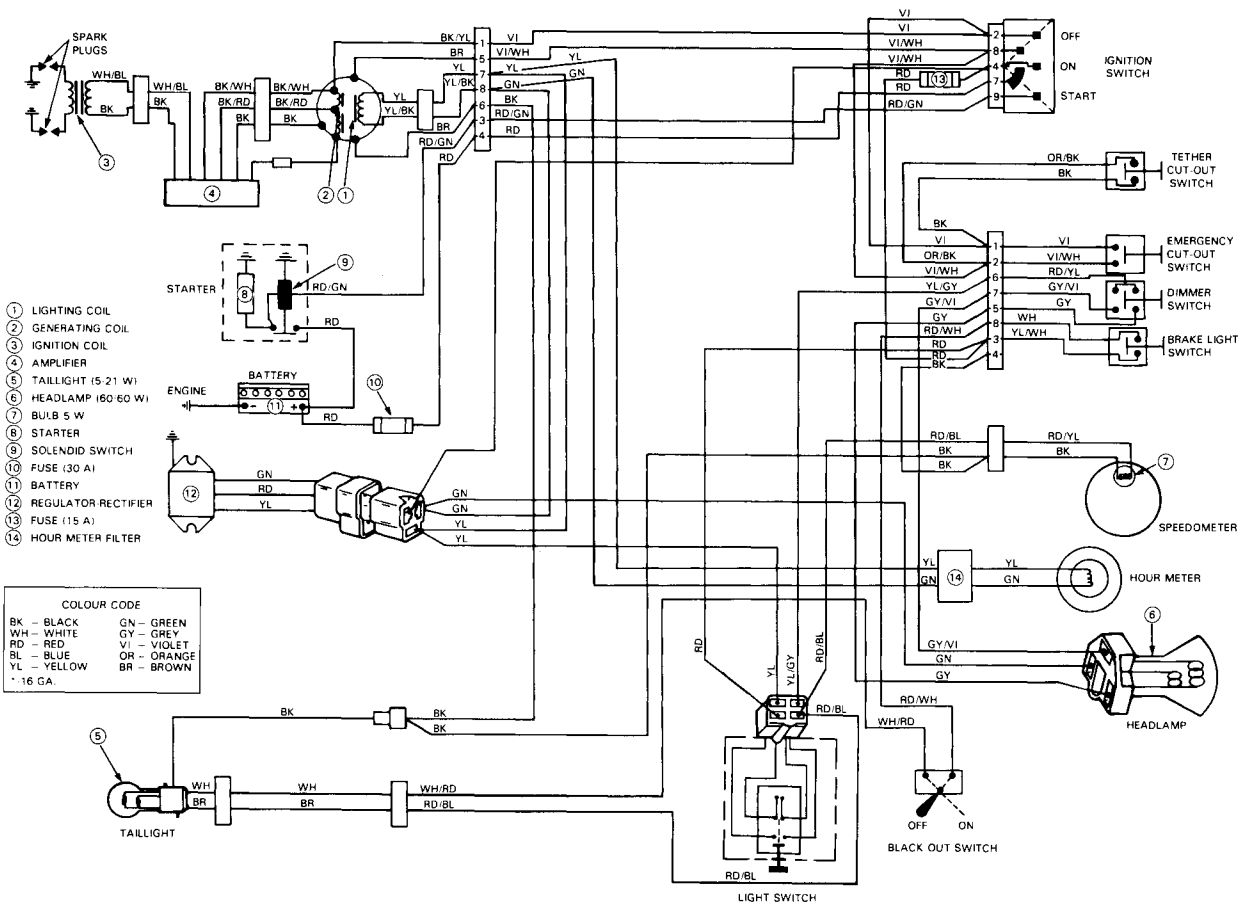 SPARK
PLUGS
WH/BL
BK
WH/BL
BK
3
BK/WH
BK/RD
BK
BK/WH
BK/RD
BK
4
2
1
YL
YL/BK
BK/YL
BR
YL
YL/BK
BR
RD/GN
RD
1
5
7
8
6
3
4
VI
VI/WH
YL
GN
BK
RD/GN
RD
YL
GN
VI
VI
VI/WH
VI/WH
RD
13
RD
RD/GN
2
8
4
7
9
OFF
ON
START
IGNITION
SWITCH
OR/BK
BK
TETHER
CUT-OUT
SWITCH
BK
VI
OR/BK
VI/WH
YL/GY
GY/VI
GY
RD/WH
RD
RD
BK
1
2
6
7
5
8
3
4
VI
VI/WH
RD/YL
GY/VI
GY
WH
YL/WH
EMERGENCY
CUT-OUT
SWITCH
DIMMER
SWITCH
BRAKE LIGHT
SWITCH
STARTER
8
9
RD/GN
RD
BATTERY
ENGINE
-
11
+
RD
10
1 LIGHTING COIL
2 GENERATING COIL
3 IGNITION COIL
4 AMPLIFIER
5 TAILLIGHT (5-21 W)
6 HEADLAMP (60-60 W)
7 BULB 5 W
8 STARTER
9 SOLENDID SWITCH
10 FUSE (30 A)
11 BATTERY
12 REGULATOR-RECTIFIER
13 FUSE (15 A)
14 HOUR METER FILTER
12
GN
RD
YL
GN
GN
YL
YL
RD/BL
BK
BK
RD/YL
BK
7
SPEEDOMETER
YL
GN
14
YL
GN
HOUR METER
COLOUR CODE
BK – BLACK GN – GREEN
WH – WHITE GY – GREY
RD – RED VI – VIOLET
BL – BLUE OR – ORANGE
YL – YELLOW BR – BROWN
*-16 GA.
RD
YL
YL/GY
RD/BL
GY/VI
GN
GY
6
HEADLAMP
RD/WH
WH/RD
RD/BL
BK
BK
BK
5
WH
BR
WH
BR
WH/RD
RD/BL
TAILLIGHT
OFF
ON
BLACK OUT SWITCH
RD/BL
LIGHT SWITCH